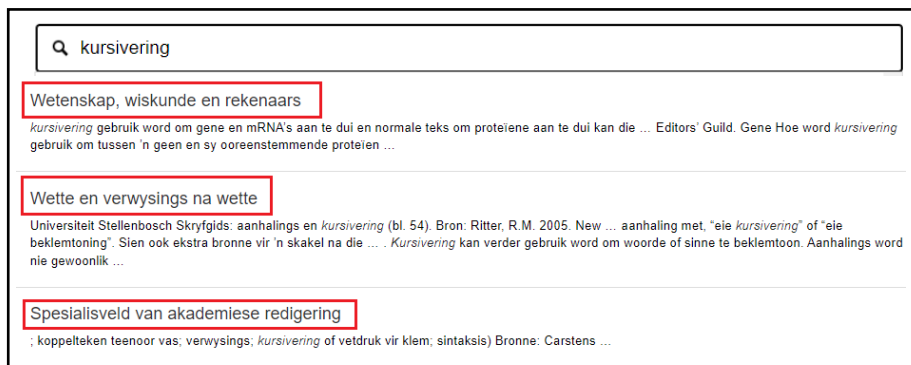 kursivering
Wetenskap, wiskunde en rekenaars
kursivering gebruik word om gene en mRNA's aan te dui en normale teks om proteïene aan te dui kan die ... Editors' Guild. Gene Hoe word kursivering
gebruik om tussen 'n geen en sy ooreenstemmende proteïen ...
Wette en verwysings na wette
Universiteit Stellenbosch Skryfgids: aanhalings en kursivering (bl. 54). Bron: Ritter, R.M. 2005. New ... aanhaling met, "eie kursivering" of "eie
beklemtoning". Sien ook ekstra bronne vir 'n skakel na die ... . Kursivering kan verder gebruik word om woorde of sinne te beklemtoon. Aanhalings word
nie gewoonlik ...
Spesialisveld van akademiese redigering
; koppelteken teenoor vas; verwysings; kursivering of vetdruk vir klem; sintaksis) Bronne: Carstens ...